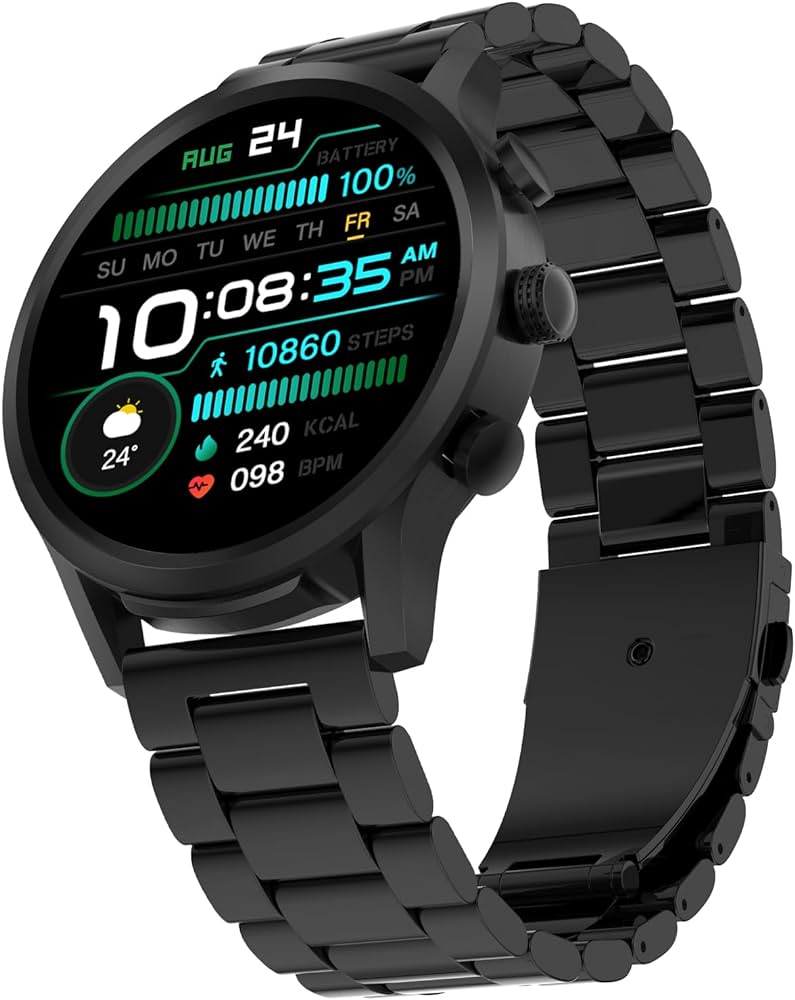 AUG 24
BATTERY
100%
SU MO TU WE TH FR SA
10:08:35 AM
PM
10860 STEPS
240 KCAL
24°
098 BPM